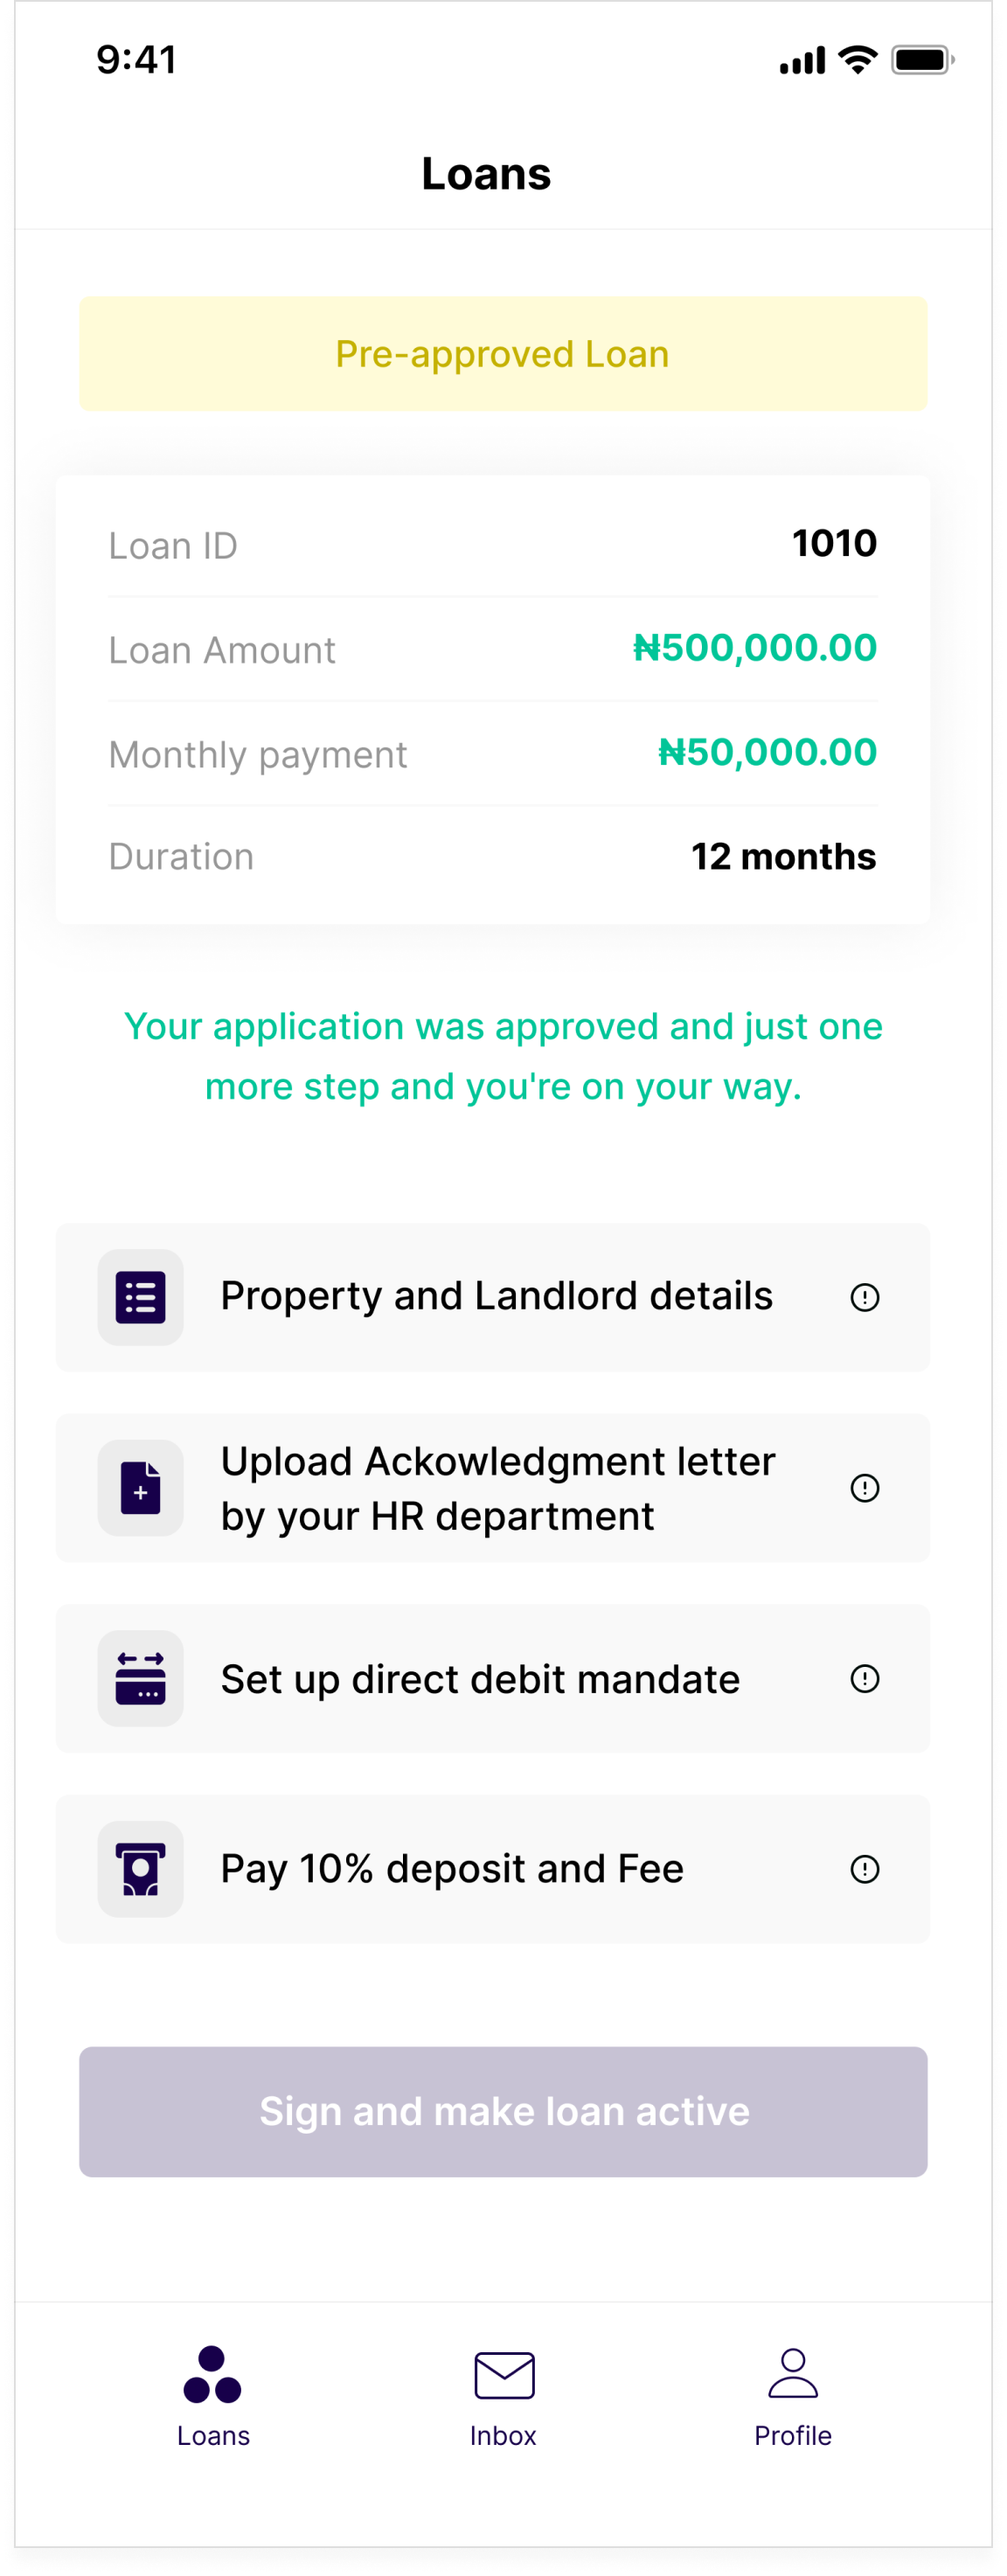 9:41
Loans
Pre-approved Loan
Loan ID 1010
Loan Amount ₦500,000.00
Monthly payment ₦50,000.00
Duration 12 months
Your application was approved and just one
more step and you're on your way.
Property and Landlord details
Upload Ackowledgment letter
by your HR department
Set up direct debit mandate
Pay 10% deposit and Fee
Sign and make loan active
Loans Inbox Profile